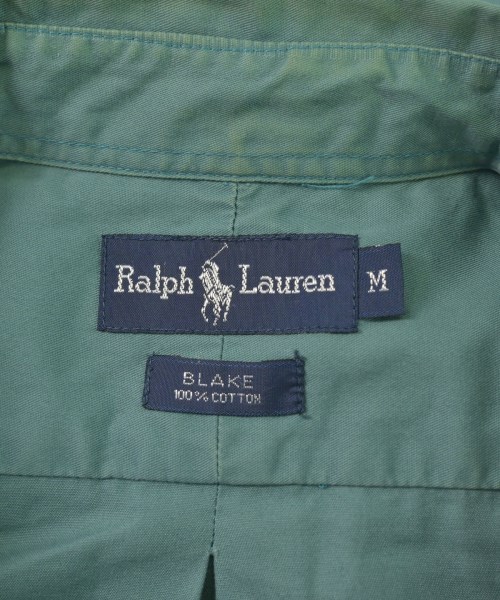 Ralph Lauren
M
BLAKE
100% COTTON